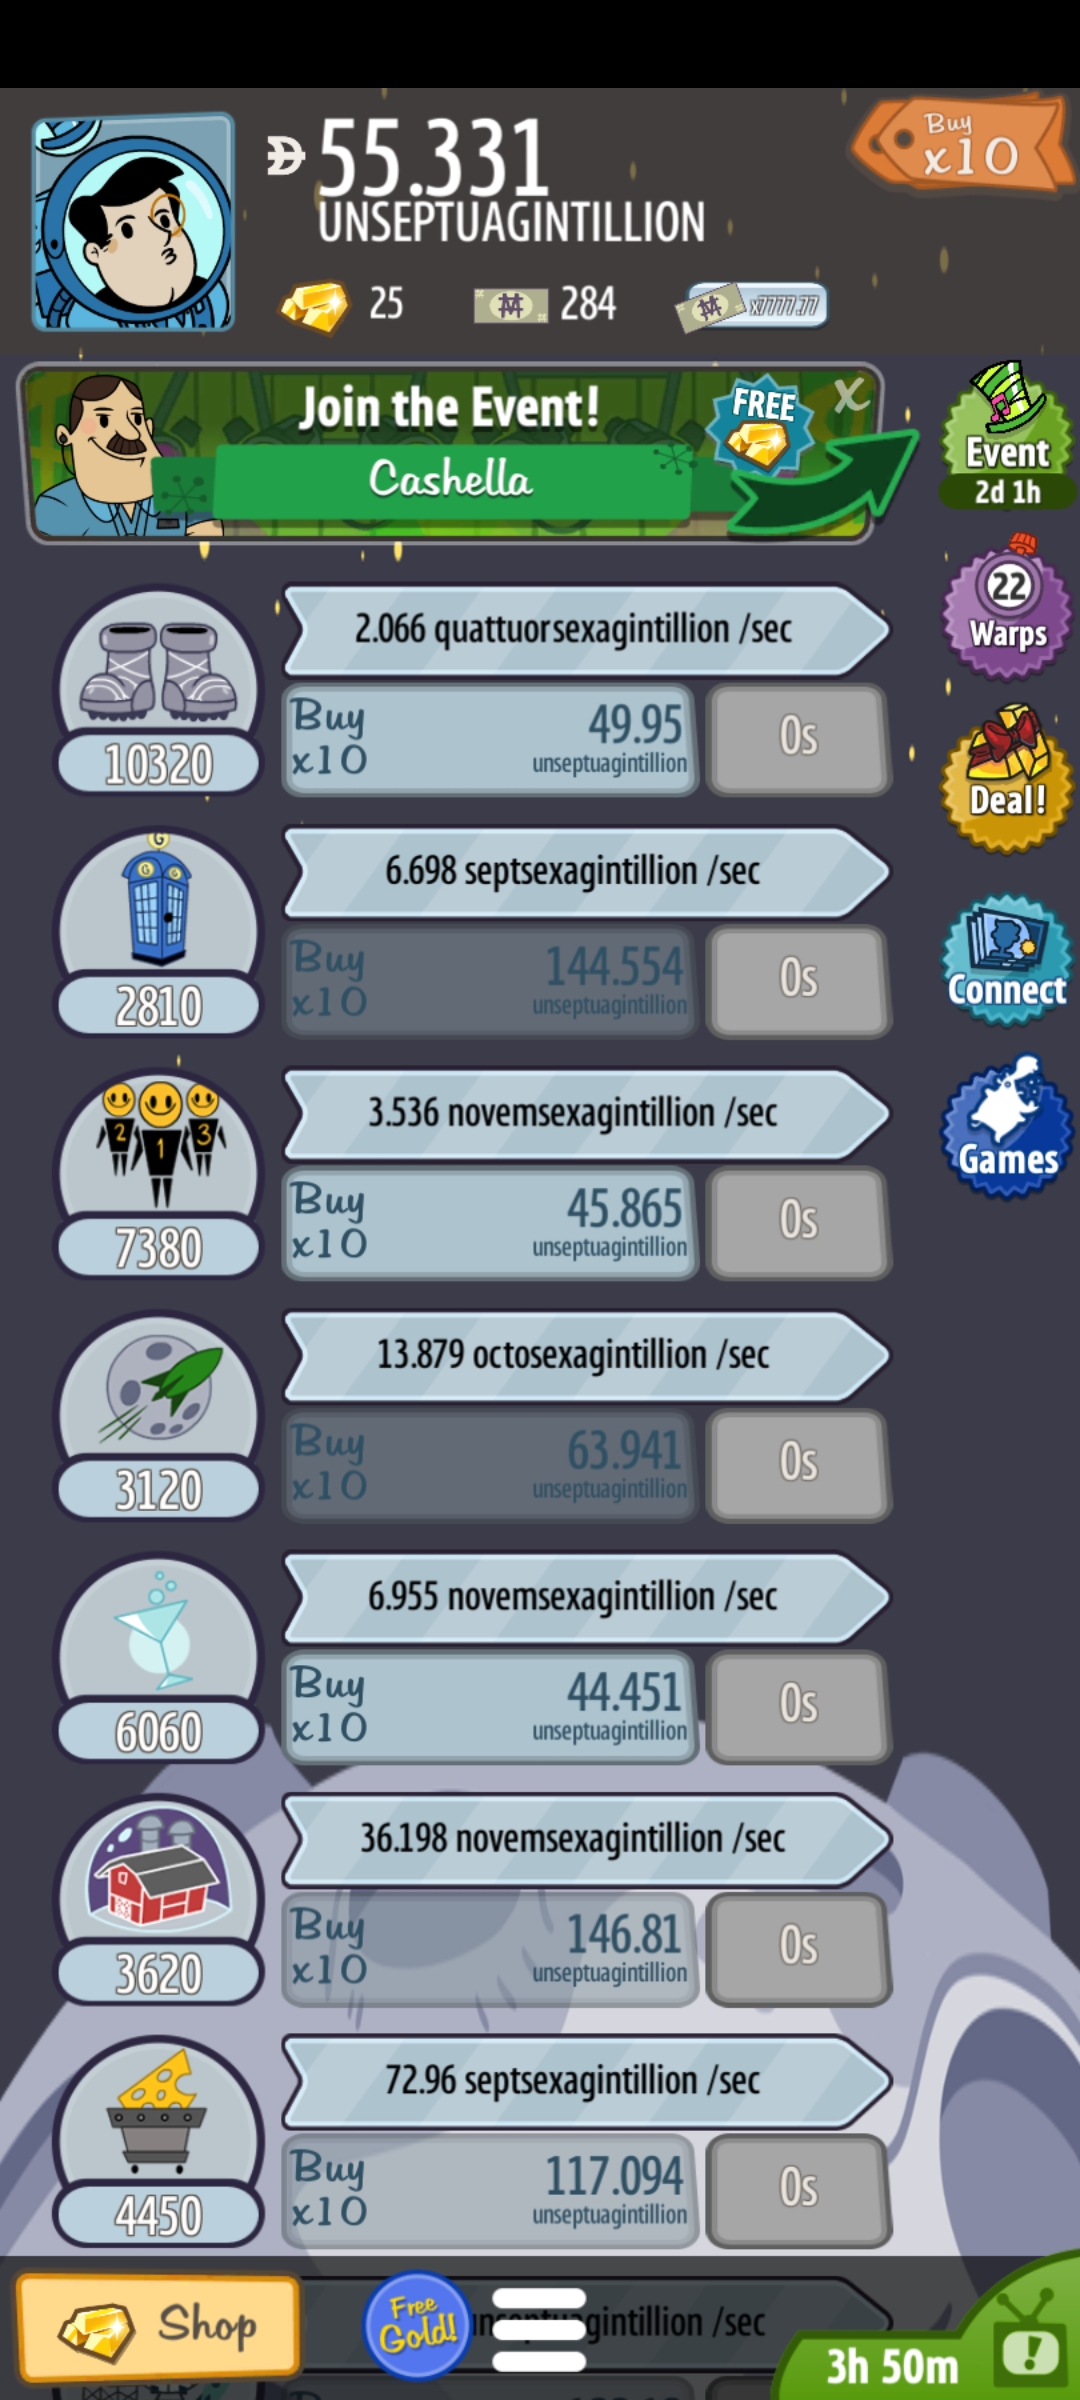 55.331
UNSEPTUAGINTILLION
Buy
x10
25
284
x7777.77
Join the Event!
Cashella
FREE
Event
2d 1h
2.066 quattuorsexagintillion /sec
10320
Buy
x10
49.95
unseptuagintillion
0s
22
Warps
Deal!
6.698 septsexagintillion /sec
G
G G
2810
Buy
x10
144.554
unseptuagintillion
0s
Connect
3.536 novemsexagintillion /sec
2 1 3
7380
Buy
x10
45.865
unseptuagintillion
0s
Games
13.879 octosexagintillion /sec
3120
Buy
x10
63.941
unseptuagintillion
0s
6.955 novemsexagintillion /sec
6060
Buy
x10
44.451
unseptuagintillion
0s
36.198 novemsexagintillion /sec
3620
Buy
x10
146.81
unseptuagintillion
0s
72.96 septsexagintillion /sec
4450
Buy
x10
117.094
unseptuagintillion
0s
Shop
Free
Gold!
/sec
3h 50m
!